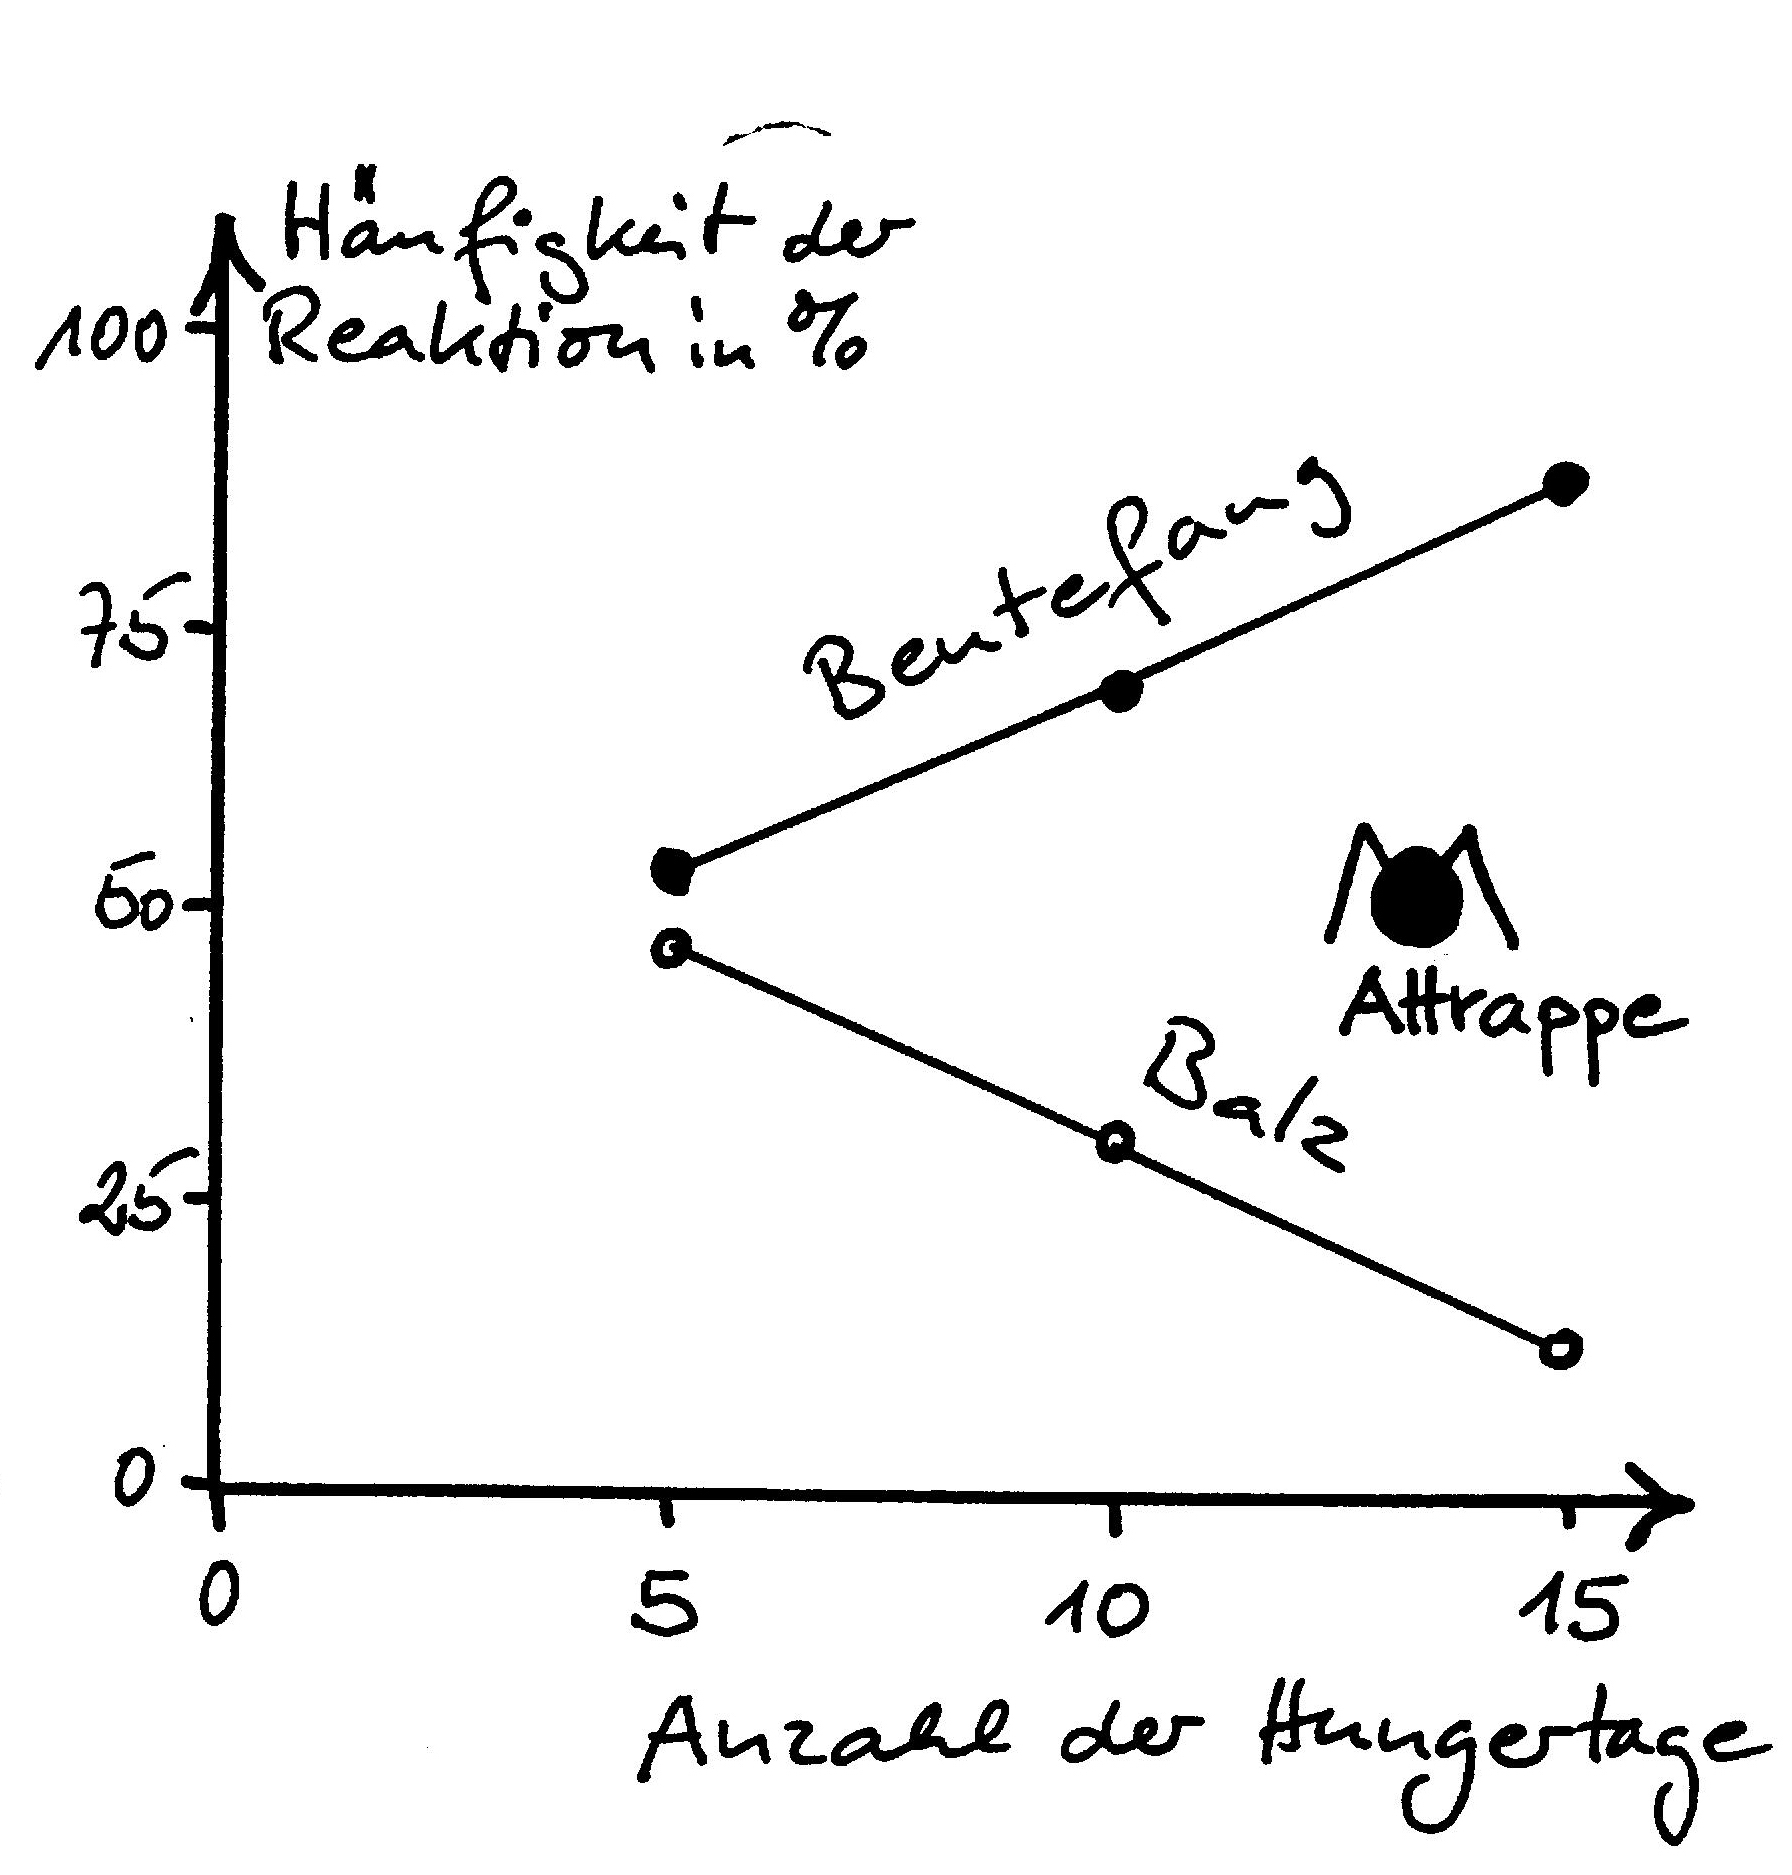 Häufigkeit der
Reaktion in %
100
75
50
25
0
Beutefang
Attrappe
Balz
0 5 10 15
Anzahl der Hungertage